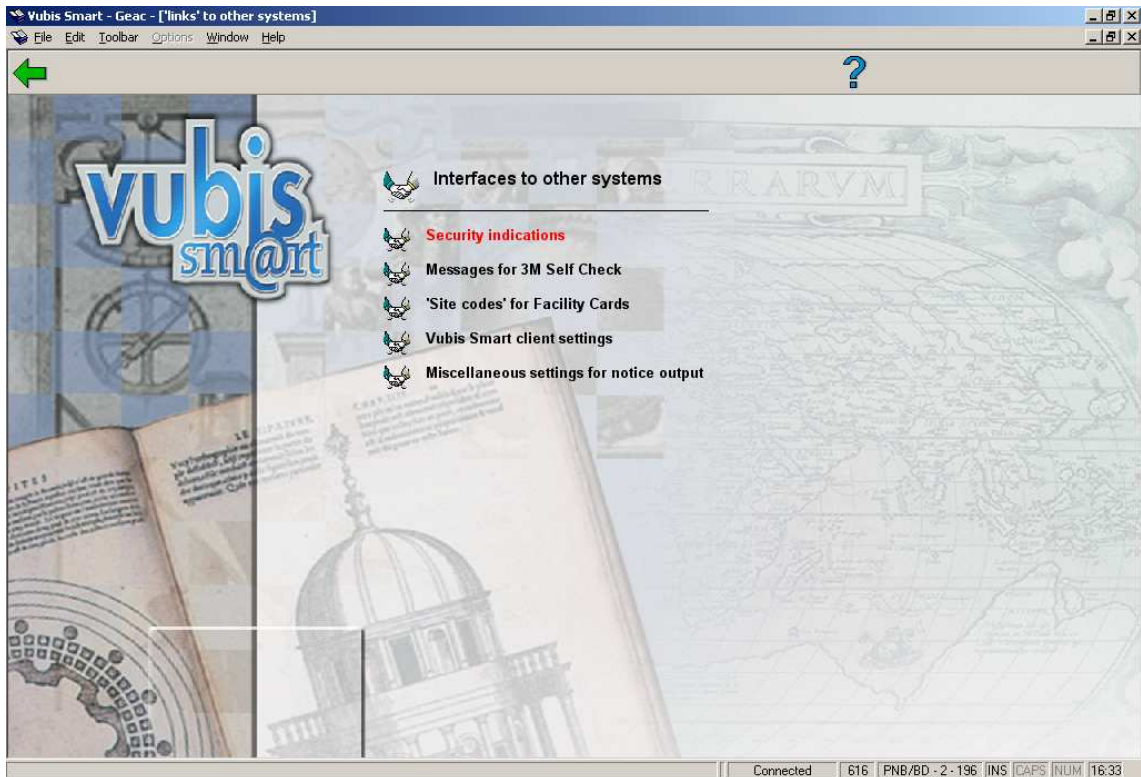 Vubis Smart - Geac - ['links' to other systems]
File Edit Toolbar Options Window Help
?
vubis
sm@rt
RRARVM
Interfaces to other systems
Security indications
Messages for 3M Self Check
'Site codes' for Facility Cards
Vubis Smart client settings
Miscellaneous settings for notice output
Connected 616 PNB/BD - 2 - 196 INS CAPS NUM 16:33